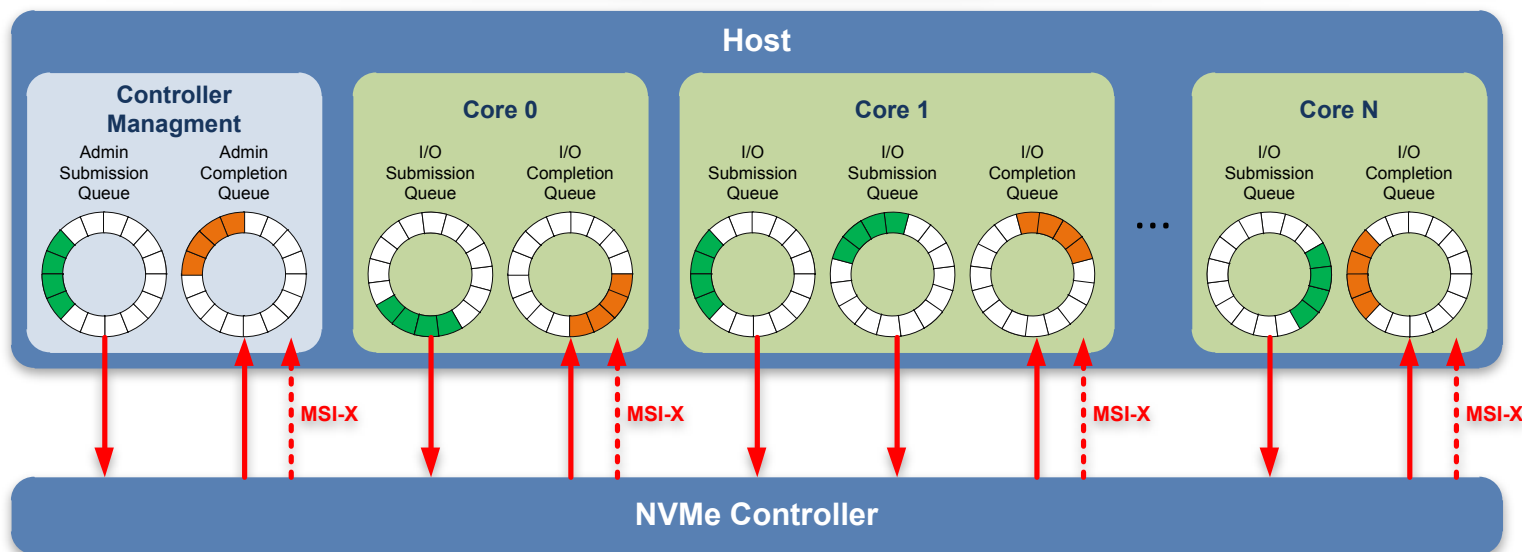 Host
Controller
Managment
Admin
Submission
Queue
Admin
Completion
Queue
Core 0
I/O
Submission
Queue
I/O
Completion
Queue
Core 1
I/O
Submission
Queue
I/O
Submission
Queue
I/O
Completion
Queue
...
Core N
I/O
Submission
Queue
I/O
Completion
Queue
MSI-X
MSI-X
MSI-X
MSI-X
NVMe Controller